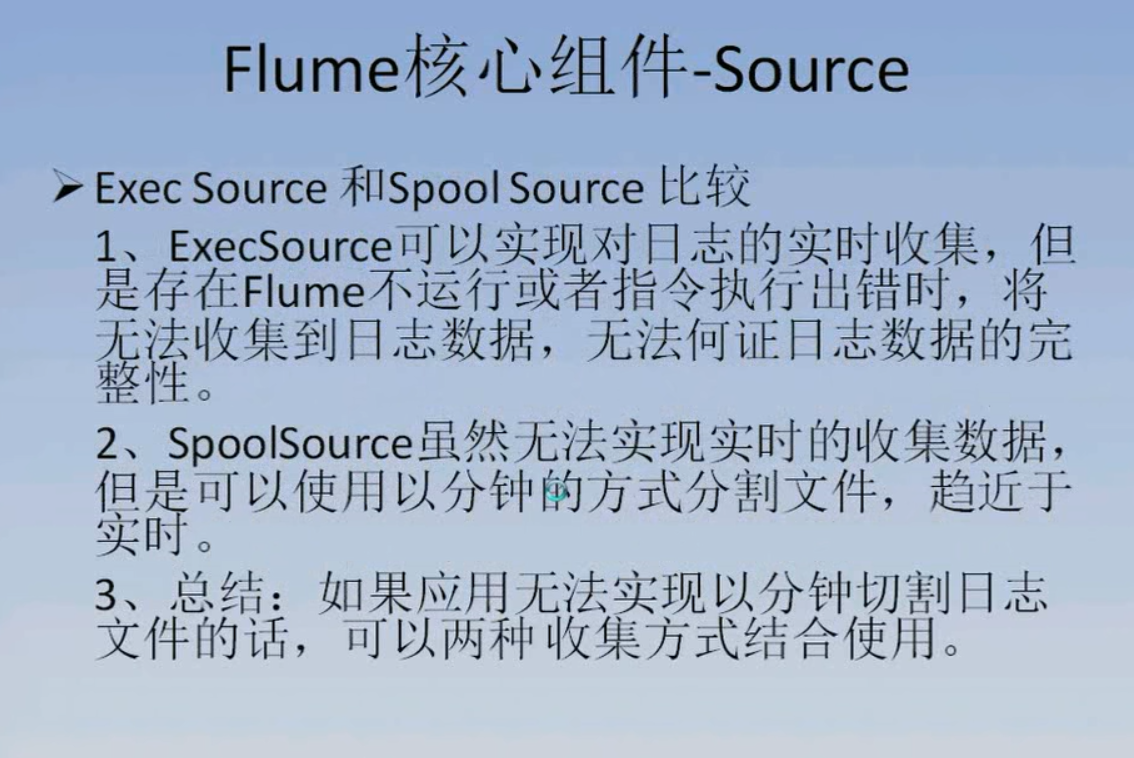 Flume核心组件-Source
➢ Exec Source 和Spool Source 比较
1、ExecSource可以实现对日志的实时收集，但
是存在Flume不运行或者指令执行出错时，将
无法收集到日志数据，无法何证日志数据的完
整性。
2、SpoolSource虽然无法实现实时的收集数据，
但是可以使用以分钟的方式分割文件，趋近于
实时。
3、总结：如果应用无法实现以分钟切割日志
文件的话，可以两种 收集方式结合使用。